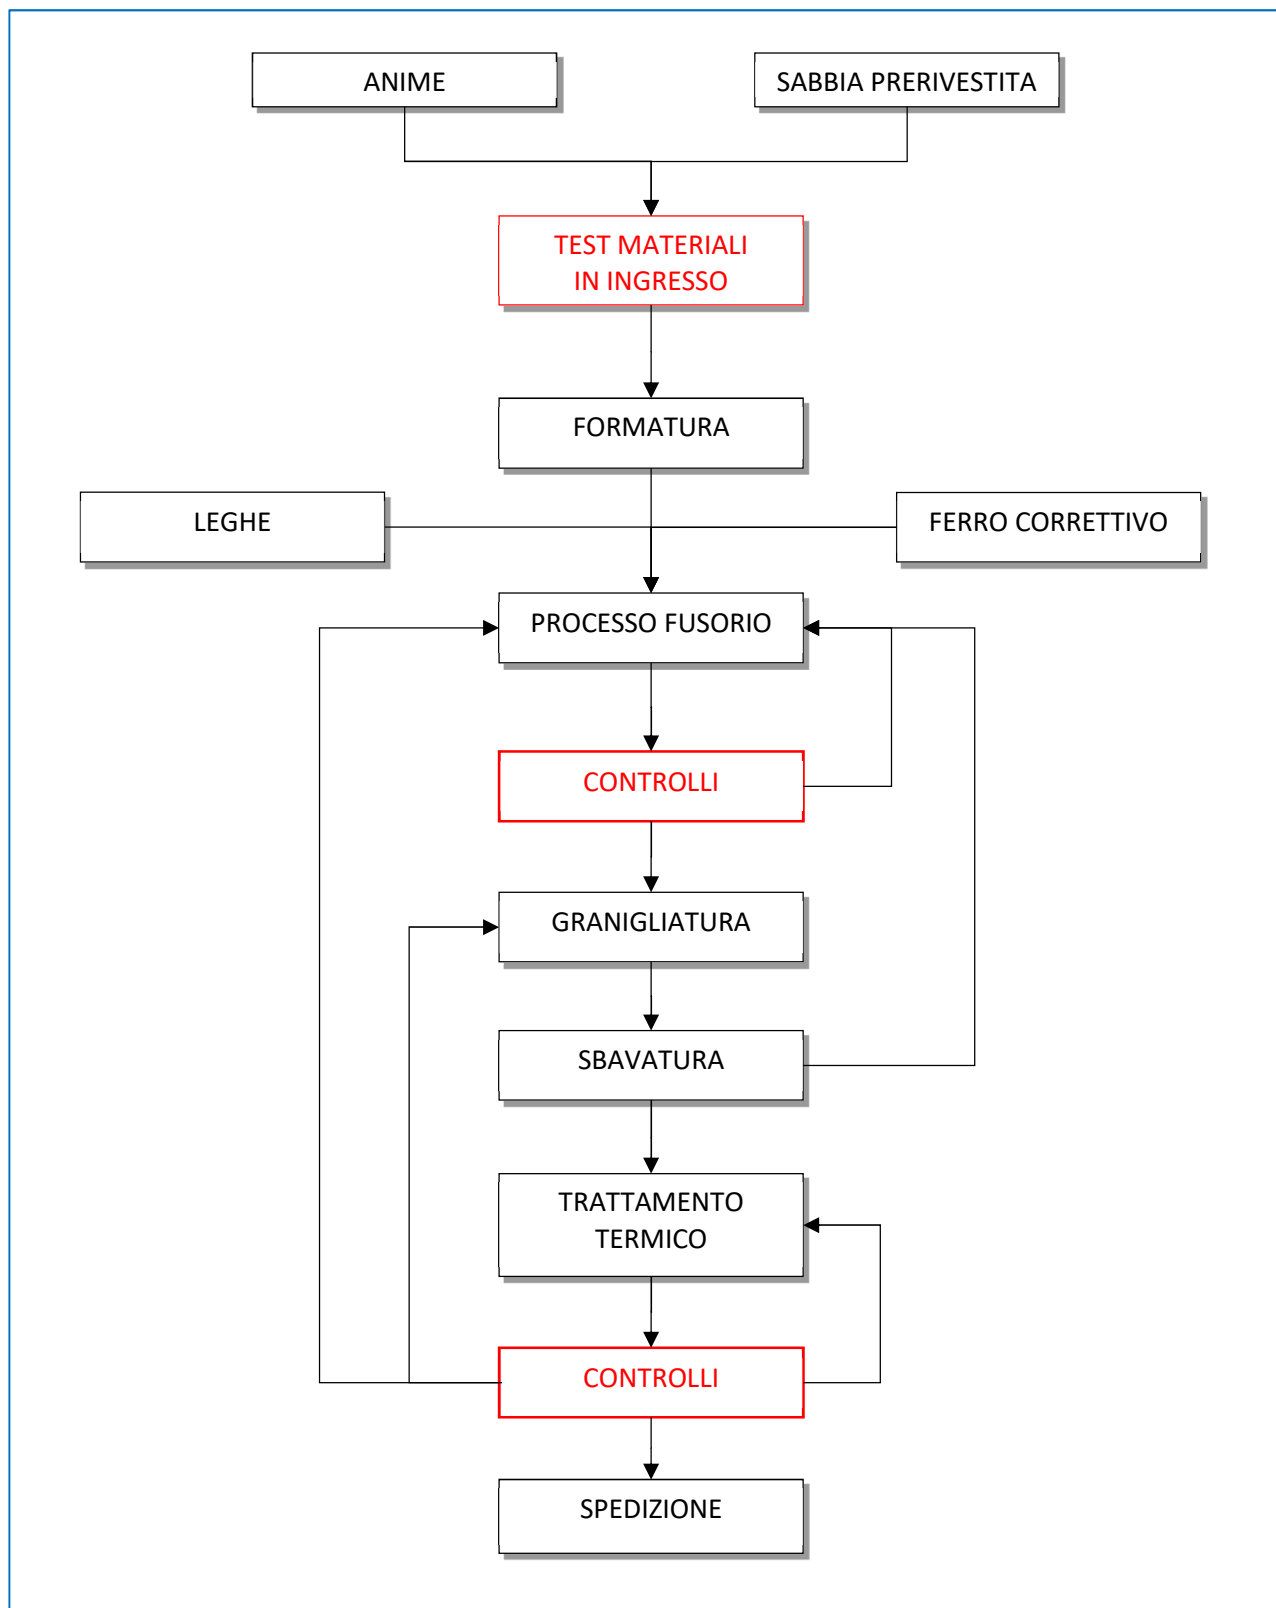 ANIME
SABBIA PRERIVESTITA
TEST MATERIALI
IN INGRESSO
FORMATURA
LEGHE
FERRO CORRETTIVO
PROCESSO FUSORIO
CONTROLLI
GRANIGLIATURA
SBAVATURA
TRATTAMENTO
TERMICO
CONTROLLI
SPEDIZIONE